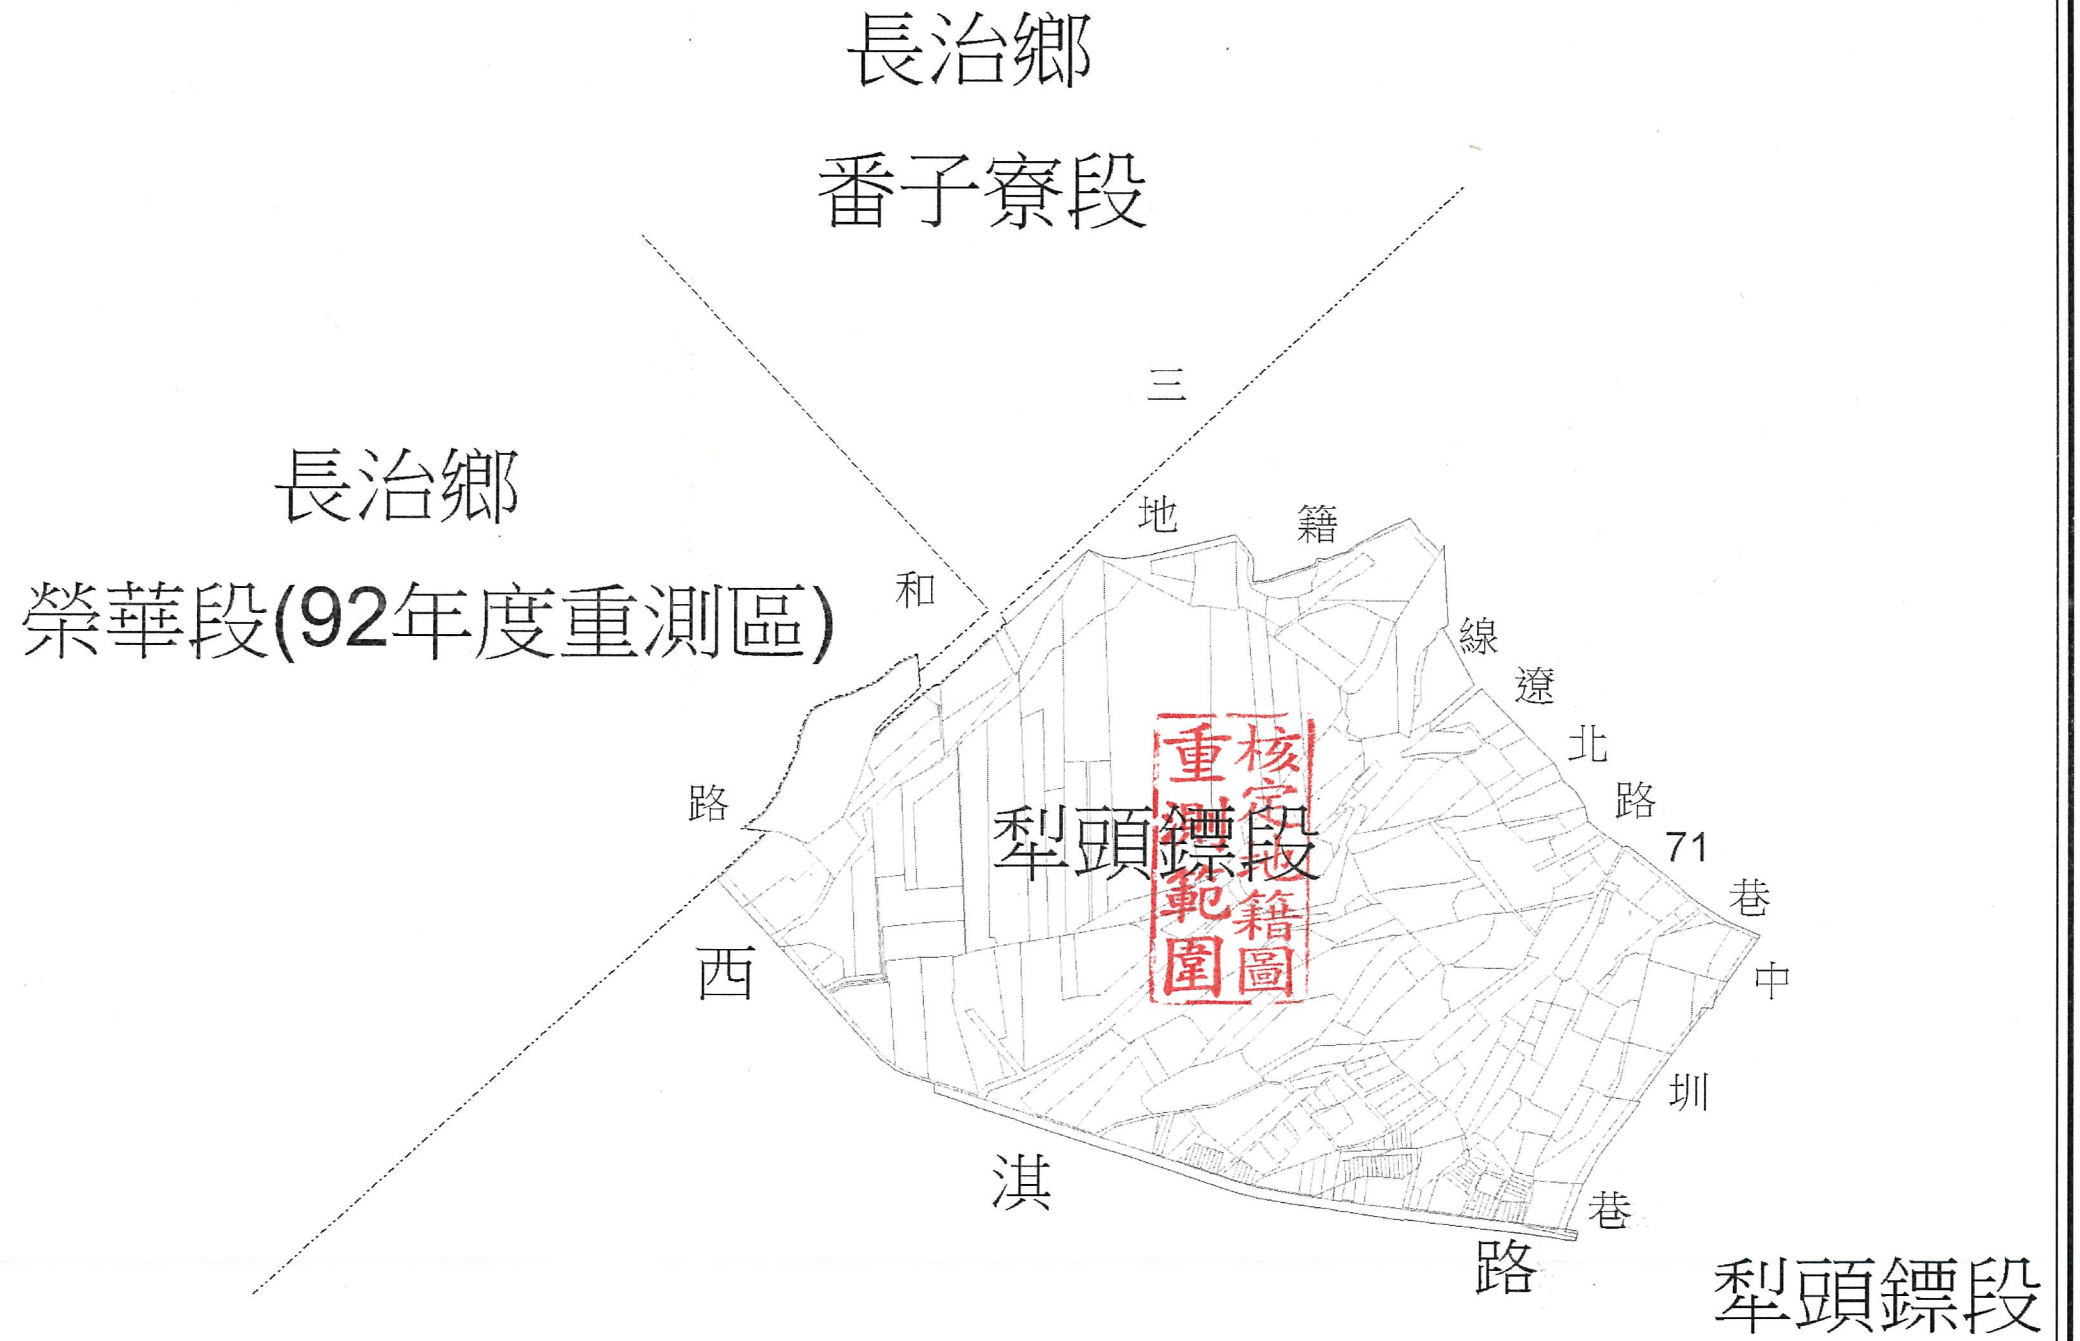 長治鄉
番子寮段
長治鄉
榮華段(92年度重測區)
三和路
地籍線
遼北路71巷
中圳巷
犁頭鏢段
核定地籍圖
重測範圍
西淇路
犁頭鏢段